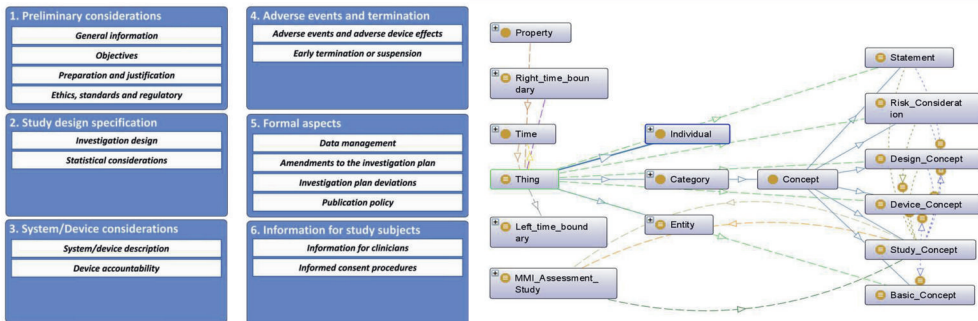 1. Preliminary considerations
General information
Objectives
Preparation and justification
Ethics, standards and regulatory
2. Study design specification
Investigation design
Statistical considerations
3. System/Device considerations
System/device description
Device accountability
4. Adverse events and termination
Adverse events and adverse device effects
Early termination or suspension
5. Formal aspects
Data management
Amendments to the investigation plan
Investigation plan deviations
Publication policy
6. Information for study subjects
Information for clinicians
Informed consent procedures
Property
Right_time_boun
dary
Time
Thing
Left_time_bound
ary
MMI_Assessment_
Study
Individual
Category
Entity
Concept
Statement
Risk_Considerat
ion
Design_Concept
Device_Concept
Study_Concept
Basic_Concept